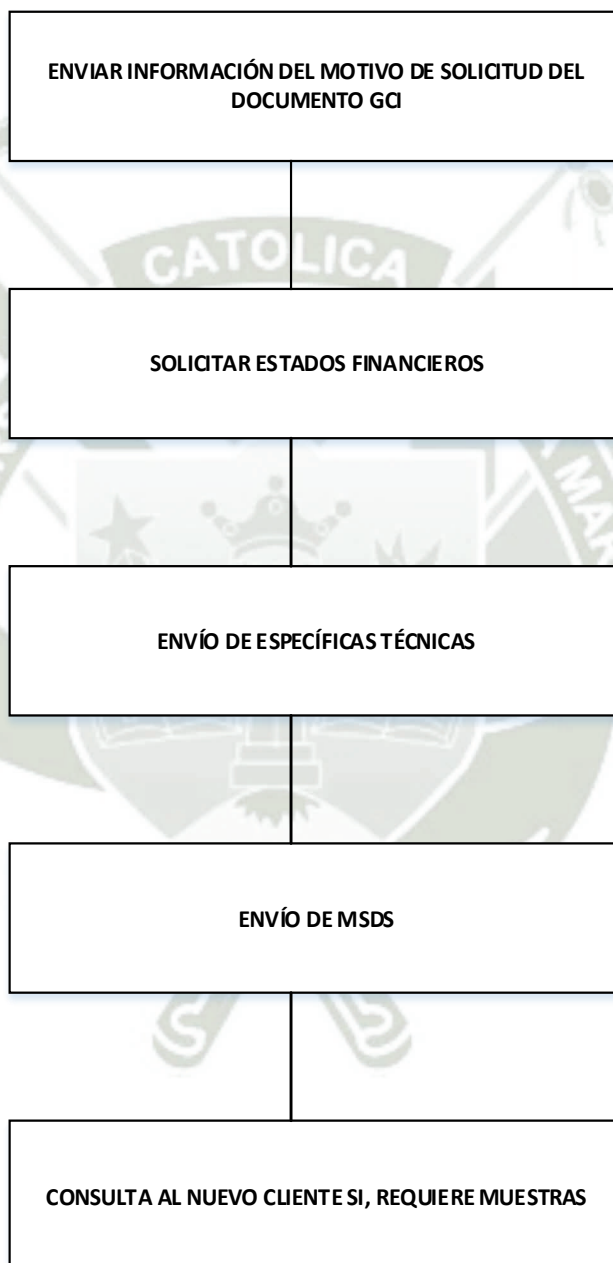 ENVIAR INFORMACIÓN DEL MOTIVO DE SOLICITUD DEL
DOCUMENTO GCI
CATOLICA
SOLICITAR ESTADOS FINANCIEROS
ENVÍO DE ESPECÍFICAS TÉCNICAS
ENVÍO DE MSDS
CONSULTA AL NUEVO CLIENTE SI, REQUIERE MUESTRAS